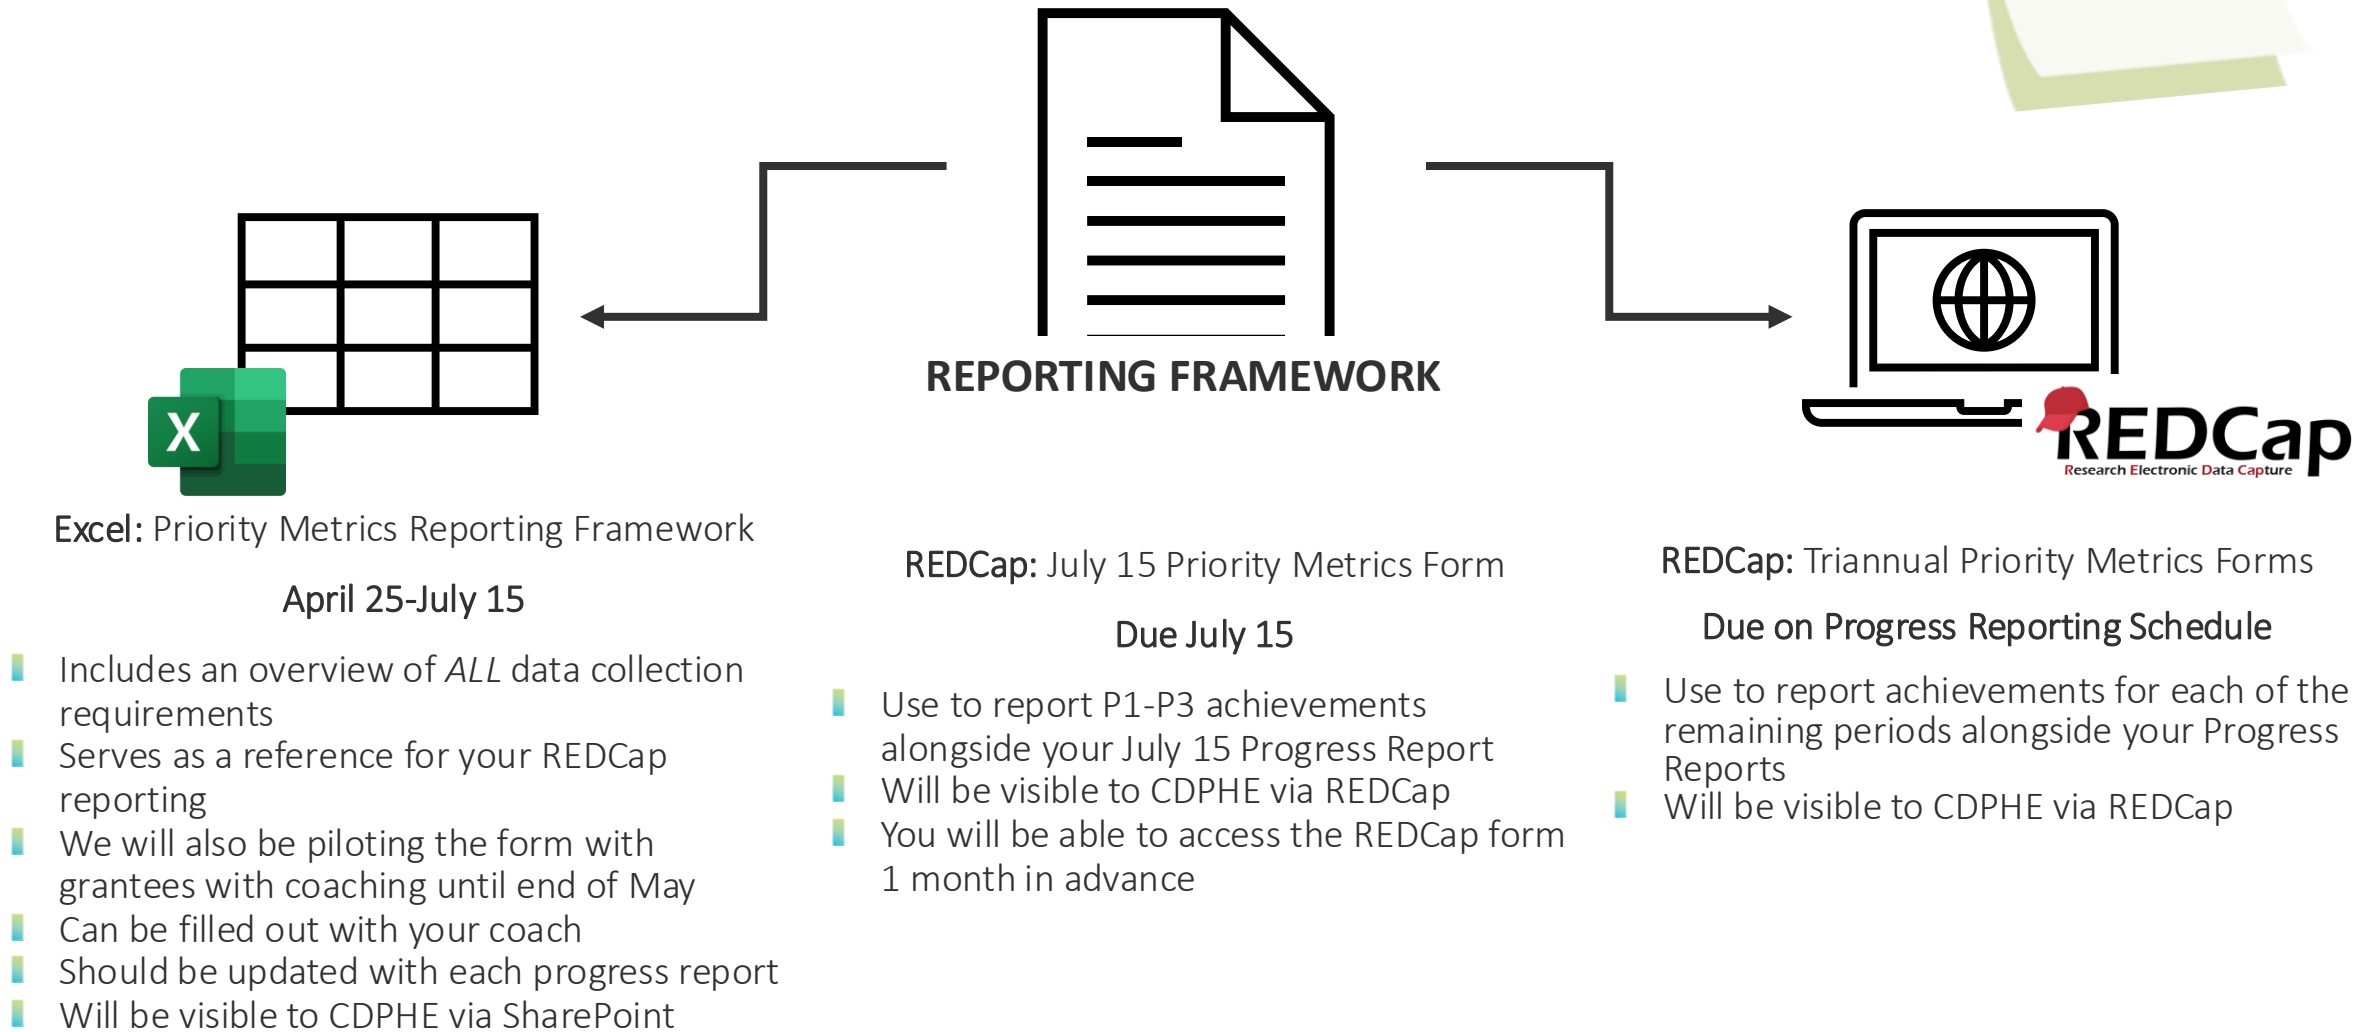 REPORTING FRAMEWORK
X
REDCap
Research Electronic Data Capture
Excel: Priority Metrics Reporting Framework
April 25-July 15
Includes an overview of ALL data collection
requirements
Serves as a reference for your REDCap
reporting
We will also be piloting the form with
grantees with coaching until end of May
Can be filled out with your coach
Should be updated with each progress report
Will be visible to CDPHE via SharePoint
REDCap: July 15 Priority Metrics Form
Due July 15
Use to report P1-P3 achievements
alongside your July 15 Progress Report
Will be visible to CDPHE via REDCap
You will be able to access the REDCap form
1 month in advance
REDCap: Triannual Priority Metrics Forms
Due on Progress Reporting Schedule
Use to report achievements for each of the
remaining periods alongside your Progress
Reports
Will be visible to CDPHE via REDCap